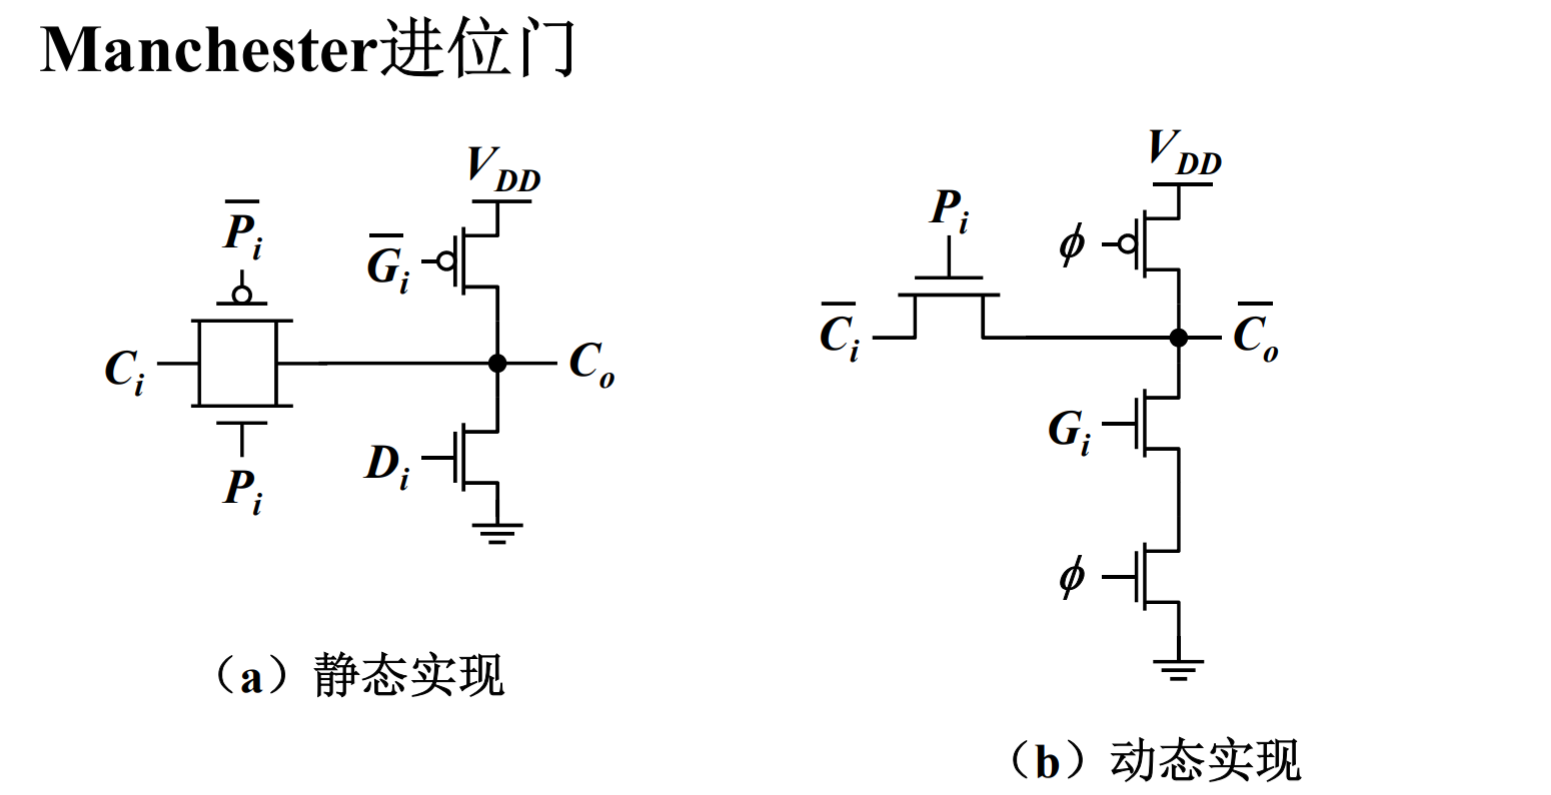 Manchester进位门
V_DD
P̅_i
G̅_i
C_i
C_o
D_i
P_i
(a)静态实现
V_DD
P_i
ϕ
C̅_i
C̅_o
G_i
ϕ
(b)动态实现